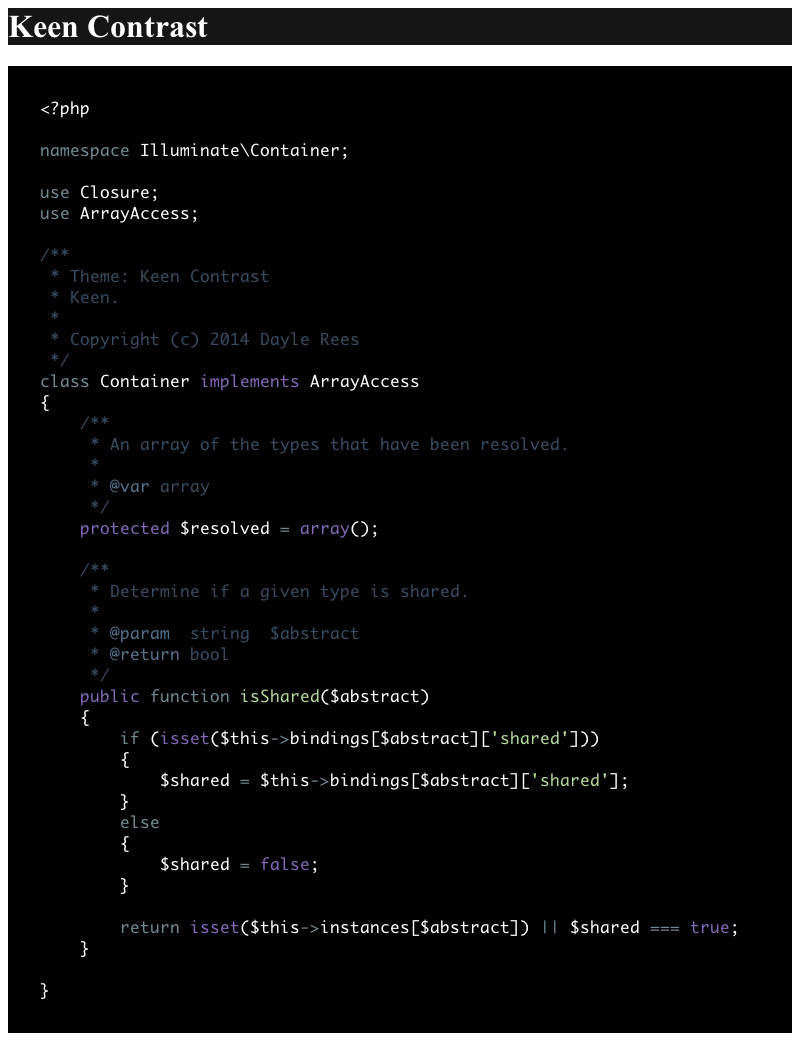 Keen Contrast
<?php
namespace Illuminate\Container;
use Closure;
use ArrayAccess;
/**
 * Theme: Keen Contrast
 * Keen.
 *
 * Copyright (c) 2014 Dayle Rees
 */
class Container implements ArrayAccess
{
    /**
     * An array of the types that have been resolved.
     *
     * @var array
     */
    protected $resolved = array();
    /**
     * Determine if a given type is shared.
     *
     * @param  string  $abstract
     * @return bool
     */
    public function isShared($abstract)
    {
        if (isset($this->bindings[$abstract]['shared']))
        {
            $shared = $this->bindings[$abstract]['shared'];
        }
        else
        {
            $shared = false;
        }
        return isset($this->instances[$abstract]) || $shared === true;
    }
}